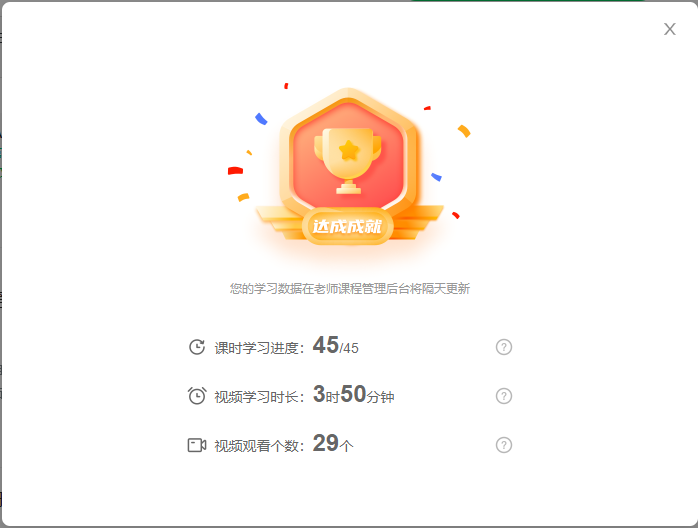 达成成就
您的学习数据在老师课程管理后台将隔天更新
课时学习进度：45/45
视频学习时长：3时50分钟
视频观看个数：29个